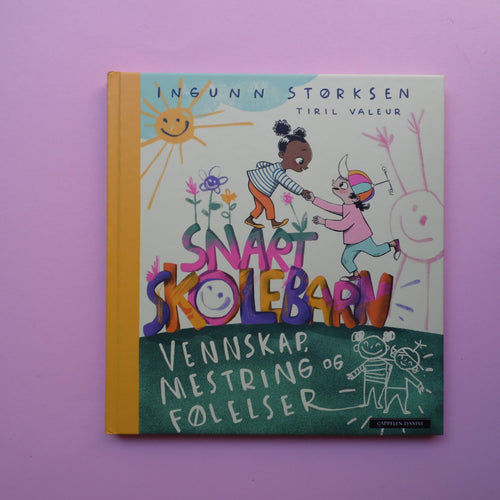 INGUNN STØRKSEN
TIRIL VALEUR
SNART
SKOLEBARN
VENNSKAP,
MESTRING OG
FØLELSER
CAPPELEN DAMM